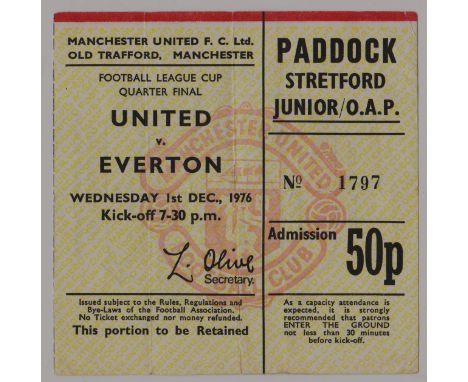 MANCHESTER UNITED F. C. Ltd.
OLD TRAFFORD, MANCHESTER
FOOTBALL LEAGUE CUP
QUARTER FINAL
UNITED
v.
EVERTON
WEDNESDAY 1st DEC., 1976
Kick-off 7-30 p.m.
L. Olive
Secretary.
Issued subject to the Rules, Regulations and
Bye-Laws of the Football Association.
No Ticket exchanged nor money refunded.
This portion to be Retained
PADDOCK
STRETFORD
JUNIOR/O.A.P.
No 1797
Admission 50p
As a capacity attendance is
expected, it is strongly
recommended that patrons
ENTER THE GROUND
not less than 30 minutes
before kick-off.
MANCHESTER UNITED
CLUB